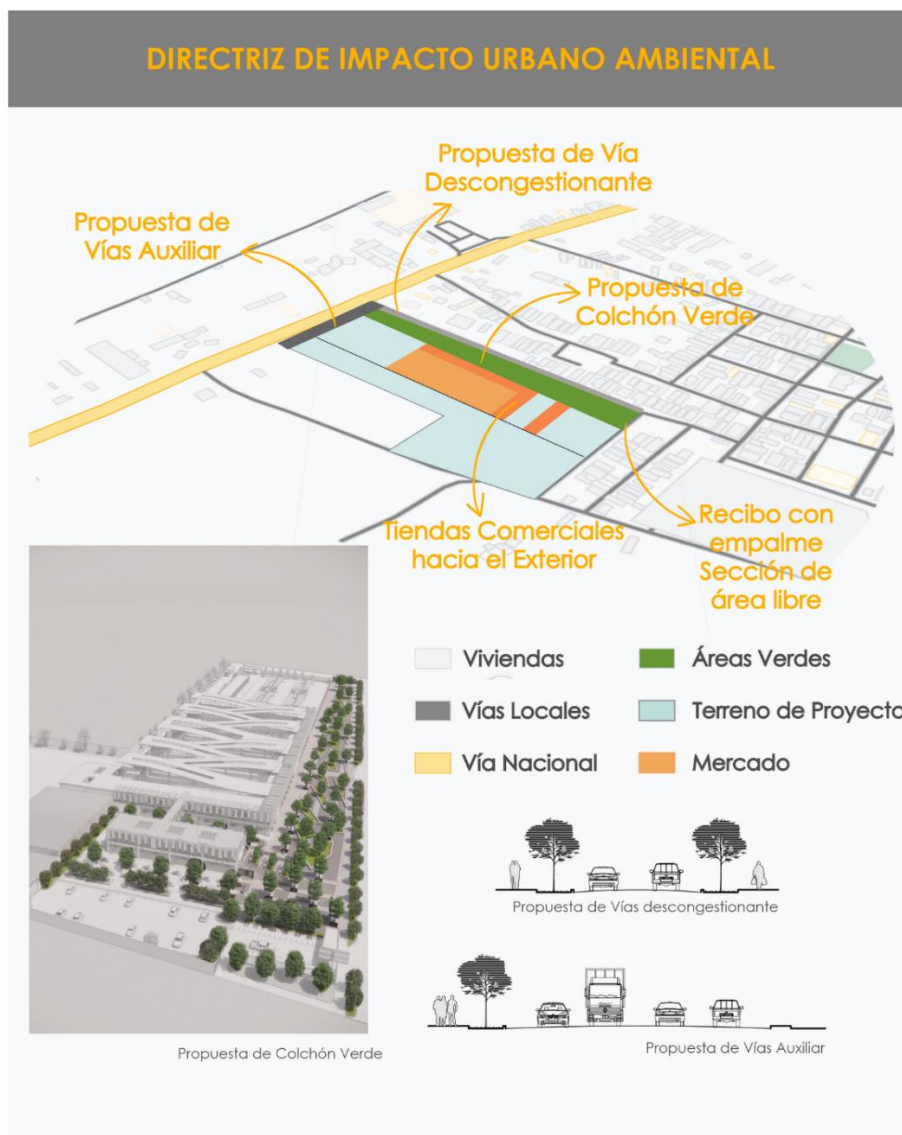 DIRECTRIZ DE IMPACTO URBANO AMBIENTAL
Propuesta de Vía
Descongestionante
Propuesta de
Vías Auxiliar
Propuesta de
Colchón Verde
Tiendas Comerciales
hacia el Exterior
Recibo con
empalme
Sección de
área libre
Viviendas
Áreas Verdes
Vías Locales
Terreno de Proyecto
Vía Nacional
Mercado
Propuesta de Vías descongestionante
Propuesta de Vías Auxiliar
Propuesta de Colchón Verde